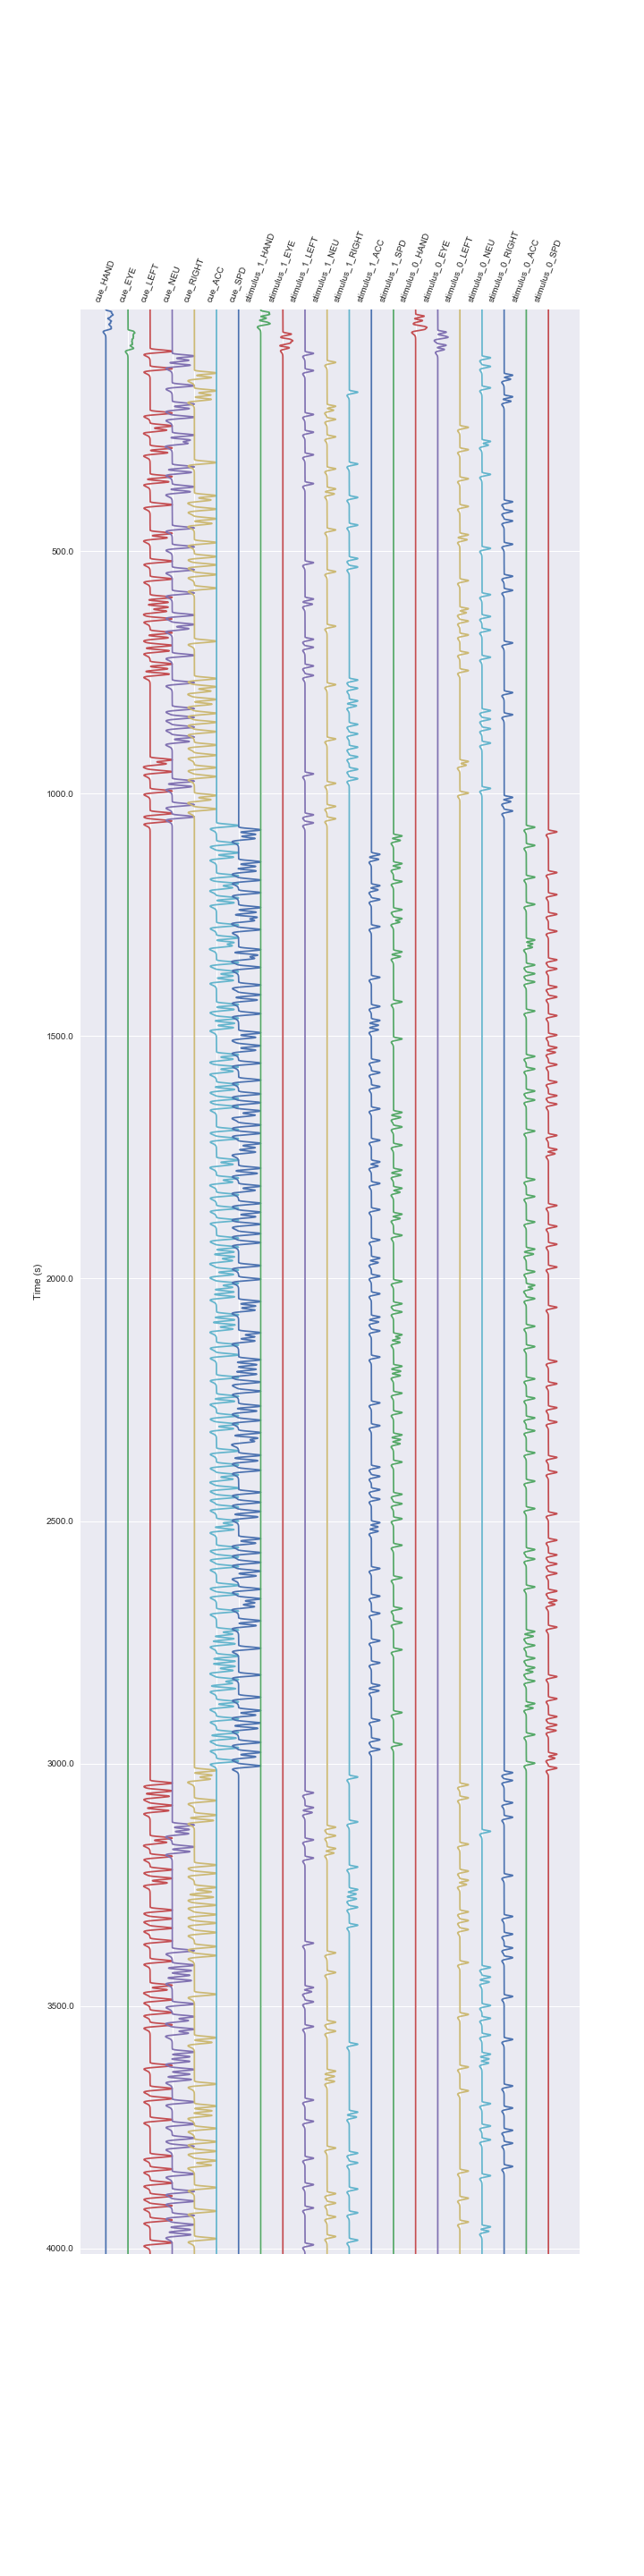 cue_HAND
cue_EYE
cue_LEFT
cue_NEU
cue_RIGHT
cue_ACC
cue_SPD
stimulus_1_HAND
stimulus_1_EYE
stimulus_1_LEFT
stimulus_1_NEU
stimulus_1_RIGHT
stimulus_1_ACC
stimulus_1_SPD
stimulus_0_HAND
stimulus_0_EYE
stimulus_0_LEFT
stimulus_0_NEU
stimulus_0_RIGHT
stimulus_0_ACC
stimulus_0_SPD
500.0
1000.0
1500.0
2000.0
Time (s)
2500.0
3000.0
3500.0
4000.0